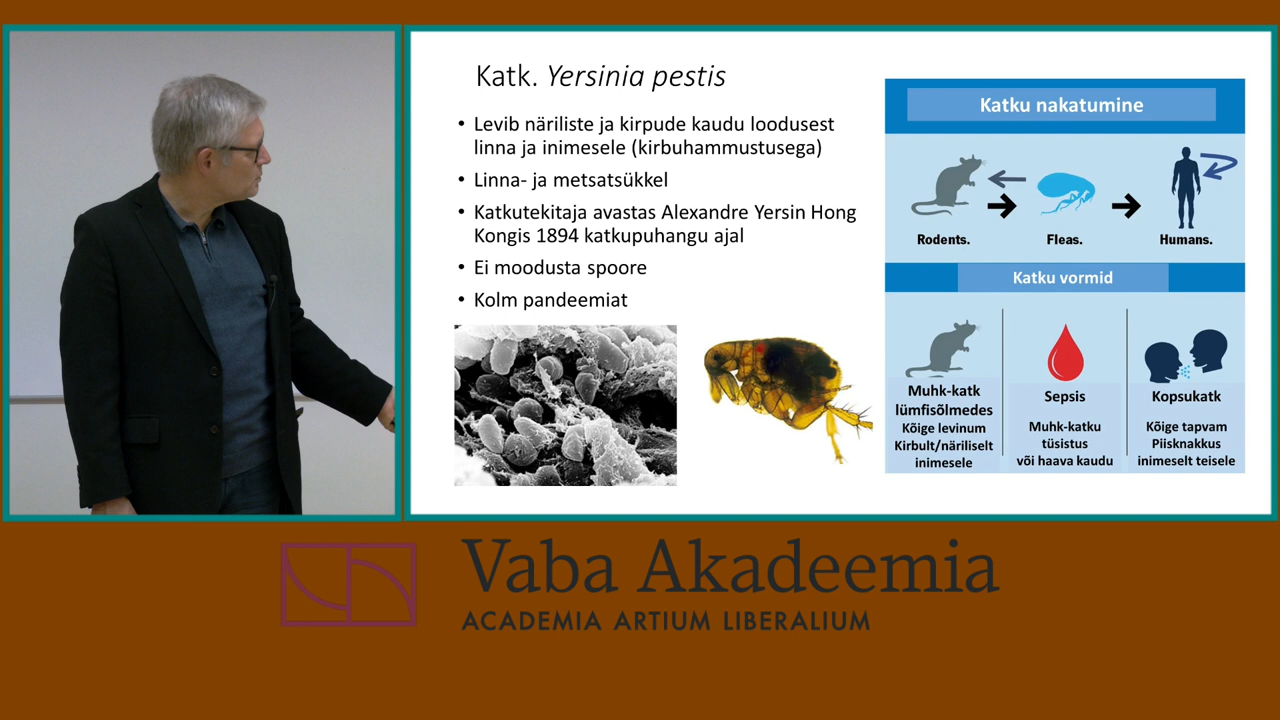 Katk. Yersinia pestis
• Levib näriliste ja kirpude kaudu loodusest
linna ja inimesele (kirbuhammustusega)
• Linna- ja metsatsükkel
• Katkutekitaja avastas Alexandre Yersin Hong
Kongis 1894 katkupuhangu ajal
• Ei moodusta spoore
• Kolm pandeemiat
Katku nakatumine
Rodents.
Fleas.
Humans.
Katku vormid
Muhk-katk
lümfisõlmedes
Kõige levinum
Kirbult/näriliselt
inimesele
Sepsis
Muhk-katku
tüsistus
või haava kaudu
Kopsukatk
Kõige tapvam
Piisknakkus
inimeselt teisele
Vaba Akadeemia
ACADEMIA ARTIUM LIBERALIUM